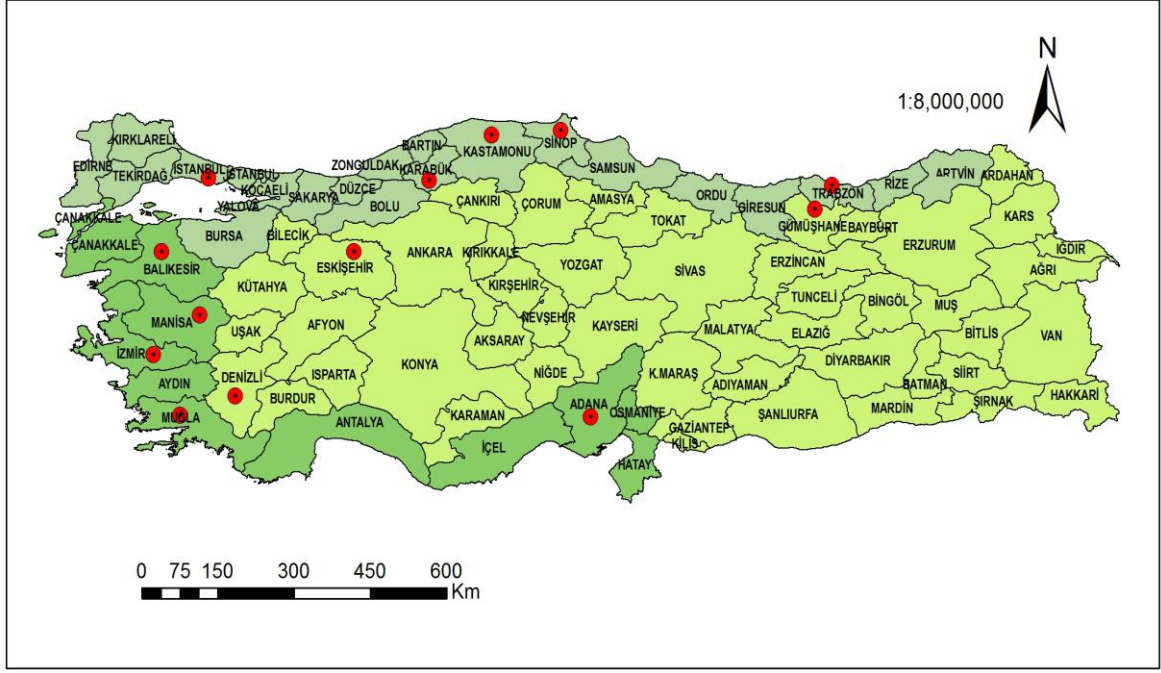 N
1:8,000,000
KIRKLARELİ
EDİRNE
TEKİRDAĞ
İSTANBUL
İSTANBUL
KOCAELİ
YALOVA
SAKARYA
DÜZCE
ZONGULDAK
BARTIN
KARABÜK
KASTAMONU
SİNOP
SAMSUN
ORDU
GİRESUN
TRABZON
RİZE
ARTVİN
ARDAHAN
ÇANAKKALE
ÇANAKKALE
BURSA
BİLECİK
BOLU
ÇANKIRI
ÇORUM
AMASYA
TOKAT
GÜMÜŞHANE
BAYBURT
ERZURUM
KARS
IĞDIR
AĞRI
BALIKESİR
KÜTAHYA
ESKİŞEHİR
ANKARA
KIRIKKALE
KIRŞEHİR
YOZGAT
SİVAS
ERZİNCAN
TUNCELİ
BİNGÖL
MUŞ
BİTLİS
VAN
MANİSA
UŞAK
AFYON
KONYA
AKSARAY
NEVŞEHİR
KAYSERİ
MALATYA
ELAZIĞ
DİYARBAKIR
BATMAN
SİİRT
ŞIRNAK
HAKKARİ
İZMİR
AYDIN
DENİZLİ
ISPARTA
BURDUR
NİĞDE
K.MARAŞ
ADIYAMAN
MARDİN
MUĞLA
ANTALYA
KARAMAN
İÇEL
ADANA
OSMANİYE
GAZİANTEP
KİLİS
ŞANLIURFA
HATAY
0 75 150 300 450 600
Km